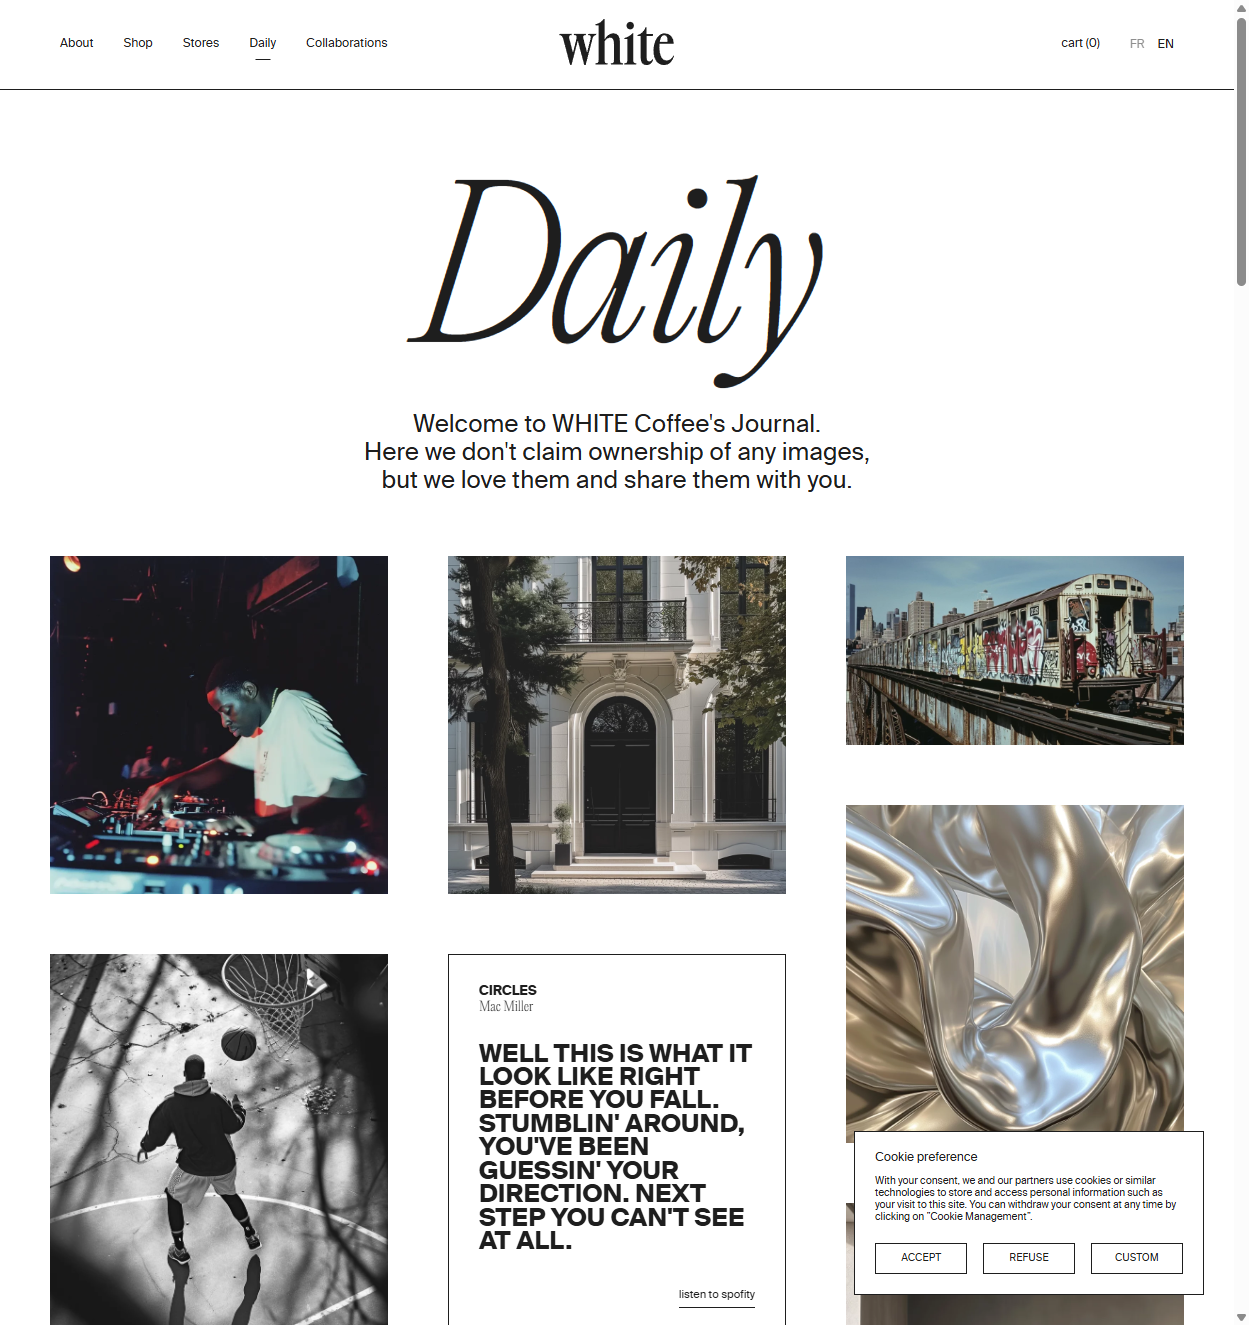 About Shop Stores Daily Collaborations
white
cart (0) FR EN
Daily
Welcome to WHITE Coffee's Journal.
Here we don't claim ownership of any images,
but we love them and share them with you.
CIRCLES
Mac Miller
WELL THIS IS WHAT IT
LOOK LIKE RIGHT
BEFORE YOU FALL.
STUMBLIN' AROUND,
YOU'VE BEEN
GUESSIN' YOUR
DIRECTION. NEXT
STEP YOU CAN'T SEE
AT ALL.
listen to spofity
Cookie preference
With your consent, we and our partners use cookies or similar
technologies to store and access personal information such as
your visit to this site. You can withdraw your consent at any time by
clicking on "Cookie Management".
ACCEPT REFUSE CUSTOM